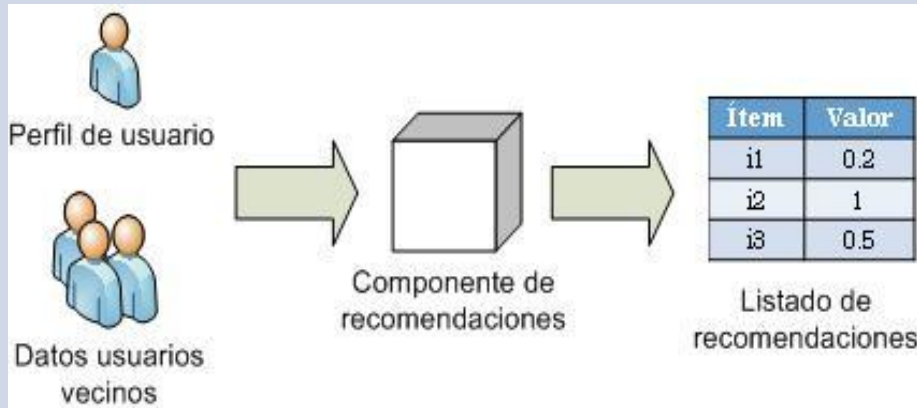 Perfil de usuario
Datos usuarios
vecinos
Componente de
recomendaciones
Ítem Valor
i1 0.2
i2 1
i3 0.5
Listado de
recomendaciones